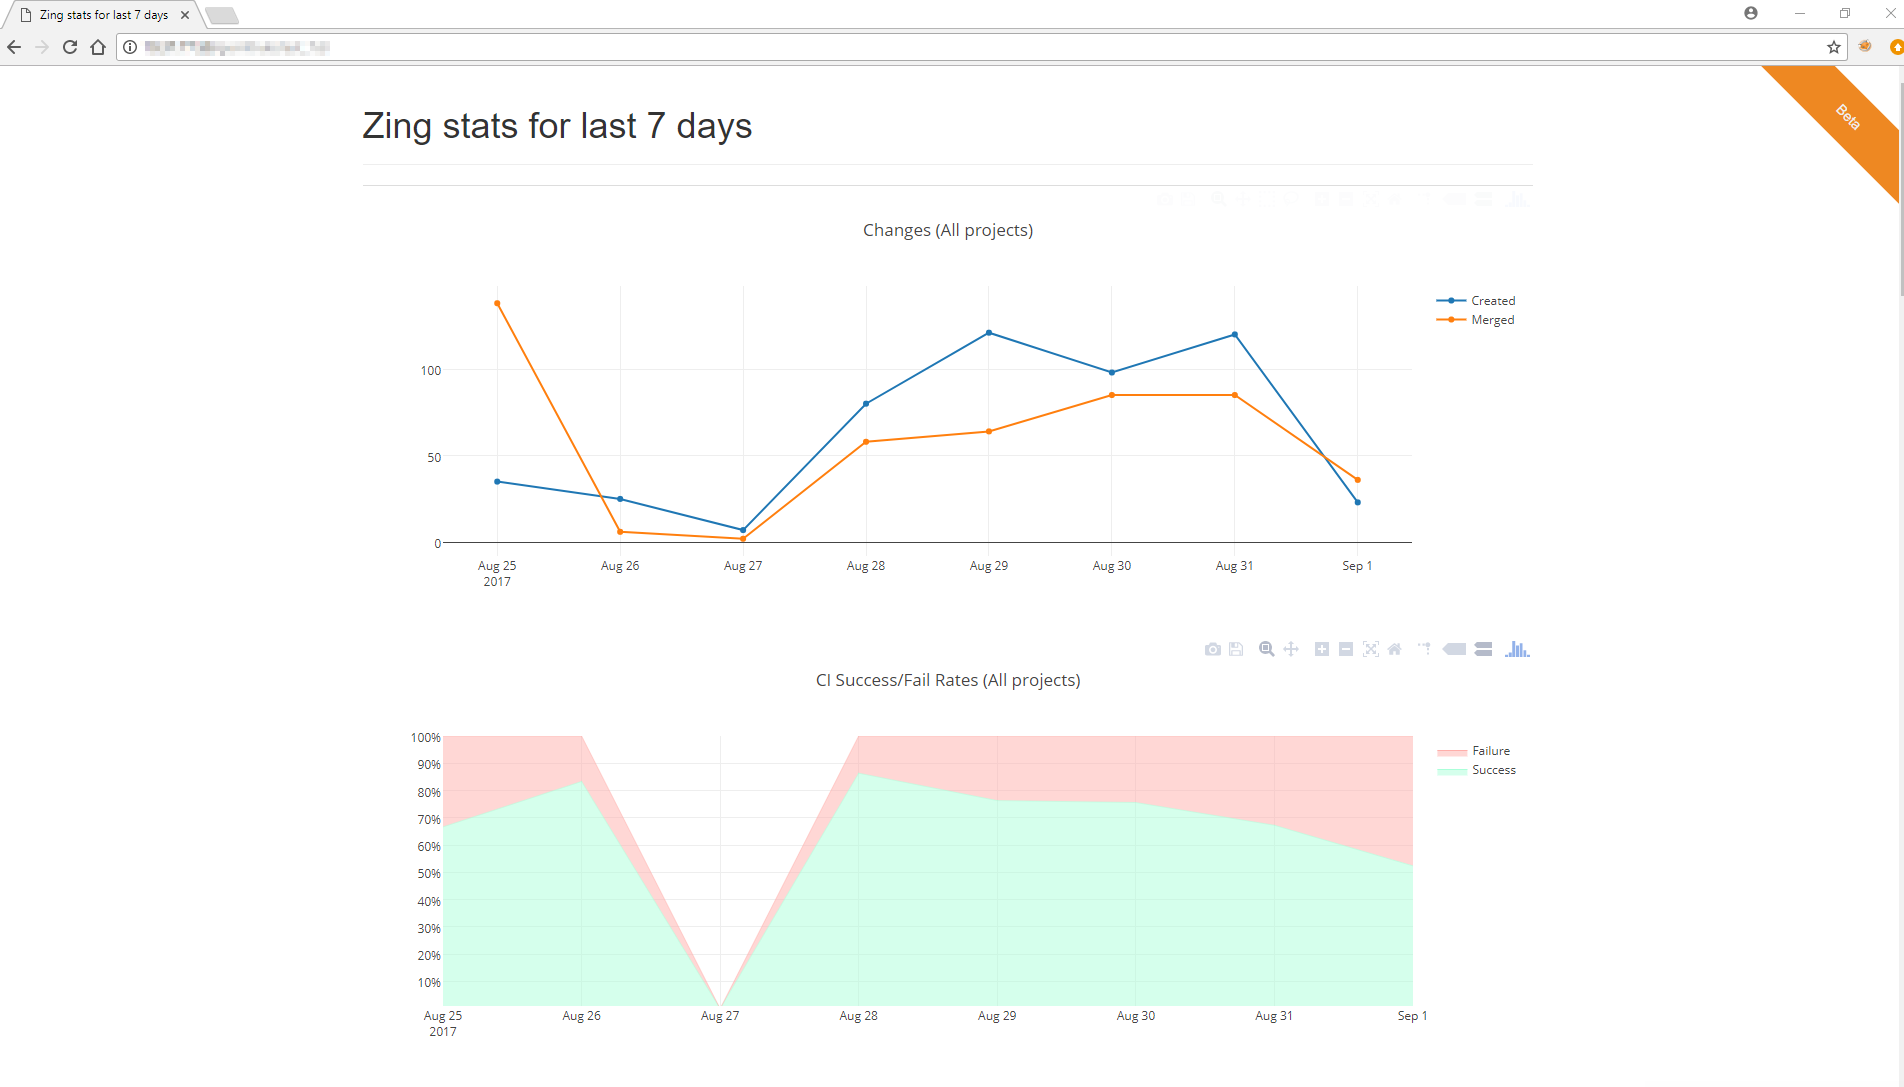 Zing stats for last 7 days
Beta
Zing stats for last 7 days
Changes (All projects)
Created
Merged
100
50
0
Aug 25 Aug 26 Aug 27 Aug 28 Aug 29 Aug 30 Aug 31 Sep 1
2017
CI Success/Fail Rates (All projects)
Failure
Success
100%
90%
80%
70%
60%
50%
40%
30%
20%
10%
Aug 25 Aug 26 Aug 27 Aug 28 Aug 29 Aug 30 Aug 31 Sep 1
2017